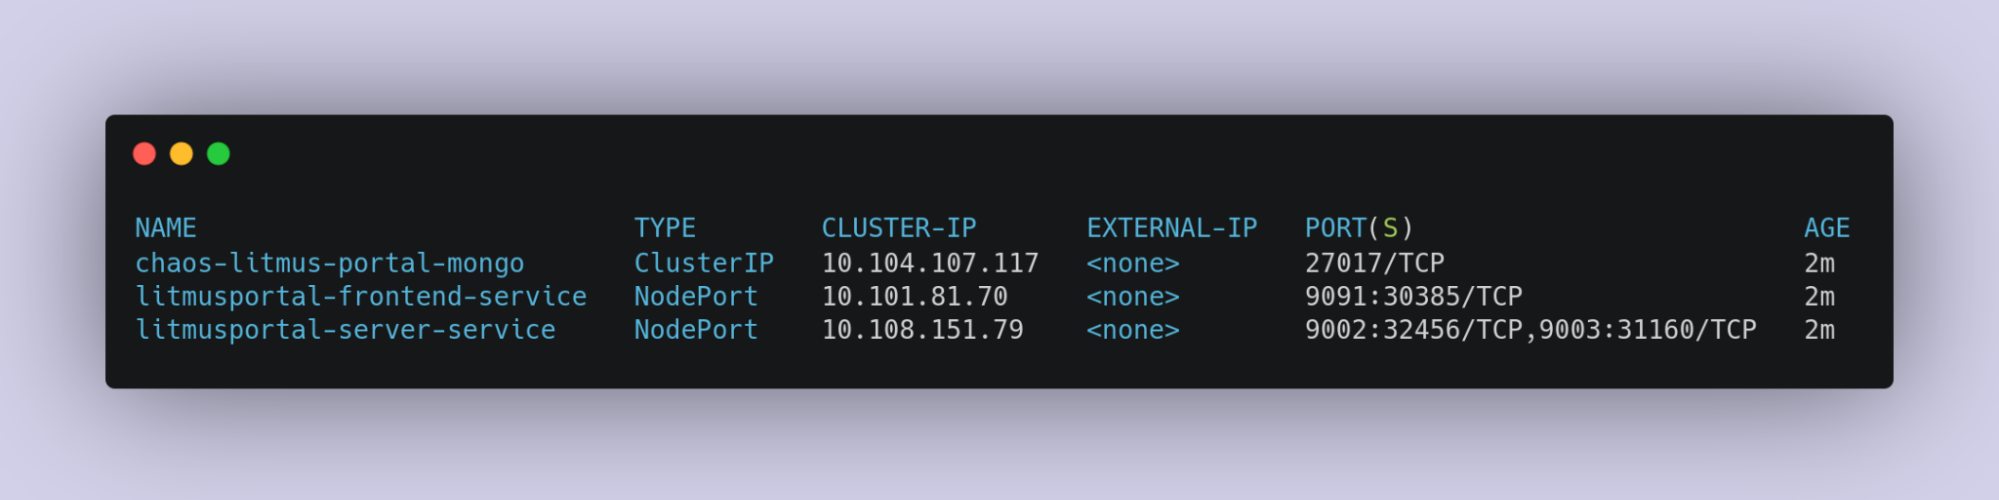 NAME TYPE CLUSTER-IP EXTERNAL-IP PORT(S) AGE
chaos-litmus-portal-mongo ClusterIP 10.104.107.117 <none> 27017/TCP 2m
litmusportal-frontend-service NodePort 10.101.81.70 <none> 9091:30385/TCP 2m
litmusportal-server-service NodePort 10.108.151.79 <none> 9002:32456/TCP,9003:31160/TCP 2m